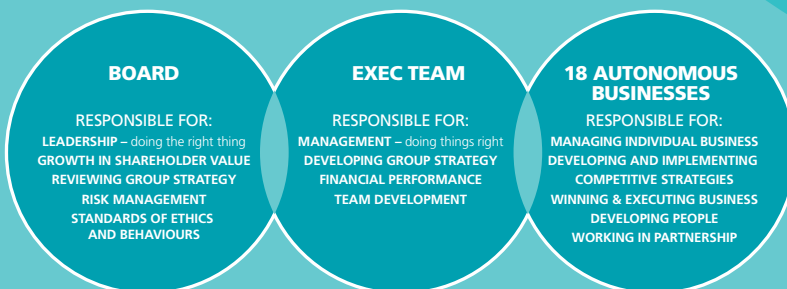 BOARD
RESPONSIBLE FOR:
LEADERSHIP – doing the right thing
GROWTH IN SHAREHOLDER VALUE
REVIEWING GROUP STRATEGY
RISK MANAGEMENT
STANDARDS OF ETHICS
AND BEHAVIOURS
EXEC TEAM
RESPONSIBLE FOR:
MANAGEMENT – doing things right
DEVELOPING GROUP STRATEGY
FINANCIAL PERFORMANCE
TEAM DEVELOPMENT
18 AUTONOMOUS
BUSINESSES
RESPONSIBLE FOR:
MANAGING INDIVIDUAL BUSINESS
DEVELOPING AND IMPLEMENTING
COMPETITIVE STRATEGIES
WINNING & EXECUTING BUSINESS
DEVELOPING PEOPLE
WORKING IN PARTNERSHIP